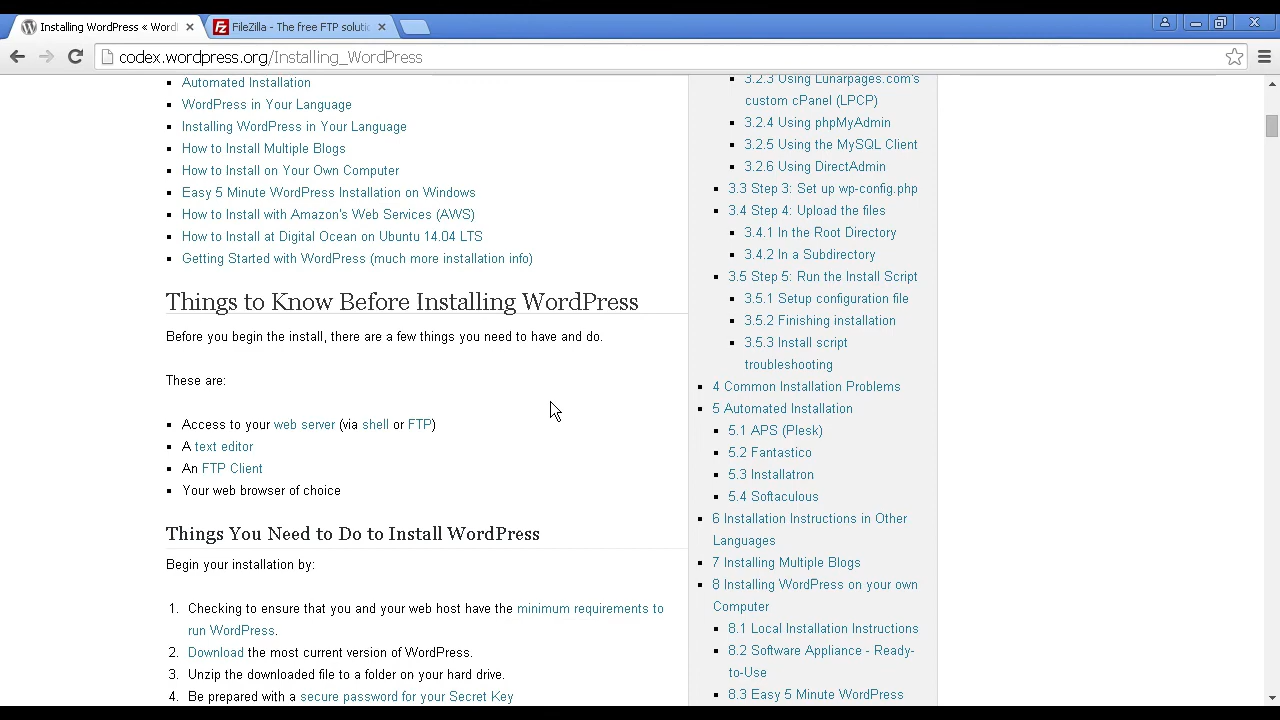 Installing WordPress « Word
FileZilla - The free FTP soluti
codex.wordpress.org/Installing_WordPress
Automated Installation
WordPress in Your Language
Installing WordPress in Your Language
How to Install Multiple Blogs
How to Install on Your Own Computer
Easy 5 Minute WordPress Installation on Windows
How to Install with Amazon's Web Services (AWS)
How to Install at Digital Ocean on Ubuntu 14.04 LTS
Getting Started with WordPress (much more installation info)
Things to Know Before Installing WordPress
Before you begin the install, there are a few things you need to have and do.
These are:
Access to your web server (via shell or FTP)
A text editor
An FTP Client
Your web browser of choice
Things You Need to Do to Install WordPress
Begin your installation by:
1. Checking to ensure that you and your web host have the minimum requirements to
run WordPress.
2. Download the most current version of WordPress.
3. Unzip the downloaded file to a folder on your hard drive.
4. Be prepared with a secure password for your Secret Key
3.2.3 Using Lunarpages.com's
custom cPanel (LPCP)
3.2.4 Using phpMyAdmin
3.2.5 Using the MySQL Client
3.2.6 Using DirectAdmin
3.3 Step 3: Set up wp-config.php
3.4 Step 4: Upload the files
3.4.1 In the Root Directory
3.4.2 In a Subdirectory
3.5 Step 5: Run the Install Script
3.5.1 Setup configuration file
3.5.2 Finishing installation
3.5.3 Install script
troubleshooting
4 Common Installation Problems
5 Automated Installation
5.1 APS (Plesk)
5.2 Fantastico
5.3 Installatron
5.4 Softaculous
6 Installation Instructions in Other
Languages
7 Installing Multiple Blogs
8 Installing WordPress on your own
Computer
8.1 Local Installation Instructions
8.2 Software Appliance - Ready-
to-Use
8.3 Easy 5 Minute WordPress